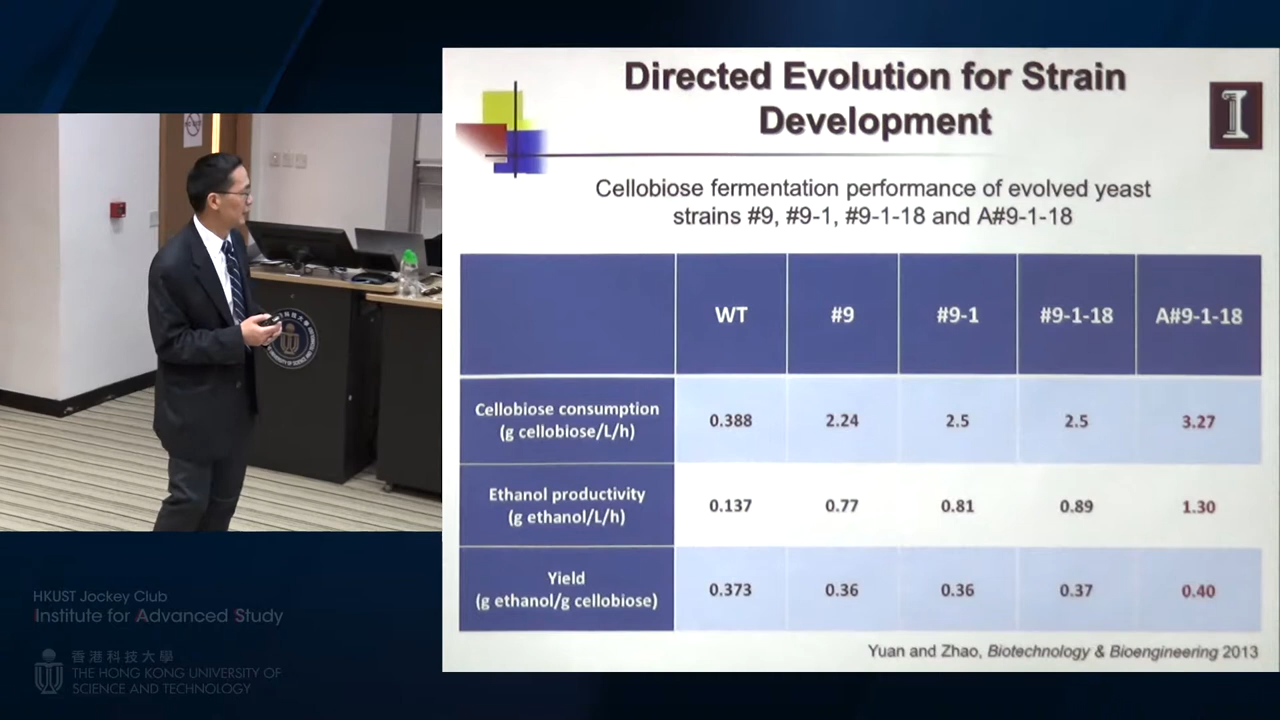 Directed Evolution for Strain
Development
Cellobiose fermentation performance of evolved yeast
strains #9, #9-1, #9-1-18 and A#9-1-18
WT #9 #9-1 #9-1-18 A#9-1-18
Cellobiose consumption
(g cellobiose/L/h)
0.388 2.24 2.5 2.5 3.27
Ethanol productivity
(g ethanol/L/h)
0.137 0.77 0.81 0.89 1.30
Yield
(g ethanol/g cellobiose)
0.373 0.36 0.36 0.37 0.40
Yuan and Zhao, Biotechnology & Bioengineering 2013
HKUST Jockey Club
Institute for Advanced Study
香港科技大學
THE HONG KONG UNIVERSITY OF
SCIENCE AND TECHNOLOGY